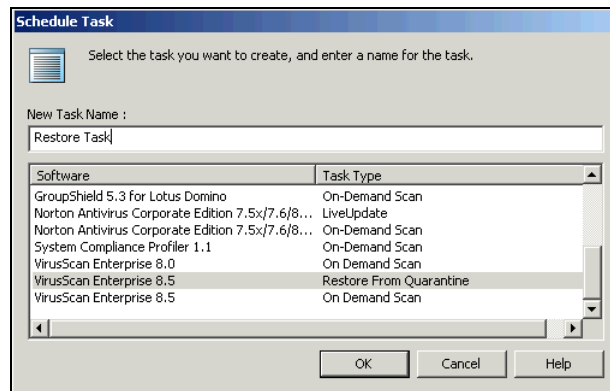 Schedule Task
Select the task you want to create, and enter a name for the task.
New Task Name :
Restore Task
Software Task Type
GroupShield 5.3 for Lotus Domino On-Demand Scan
Norton Antivirus Corporate Edition 7.5x/7.6/8... LiveUpdate
Norton Antivirus Corporate Edition 7.5x/7.6/8... On-Demand Scan
System Compliance Profiler 1.1 On-Demand Scan
VirusScan Enterprise 8.0 On Demand Scan
VirusScan Enterprise 8.5 Restore From Quarantine
VirusScan Enterprise 8.5 On Demand Scan
OK Cancel Help